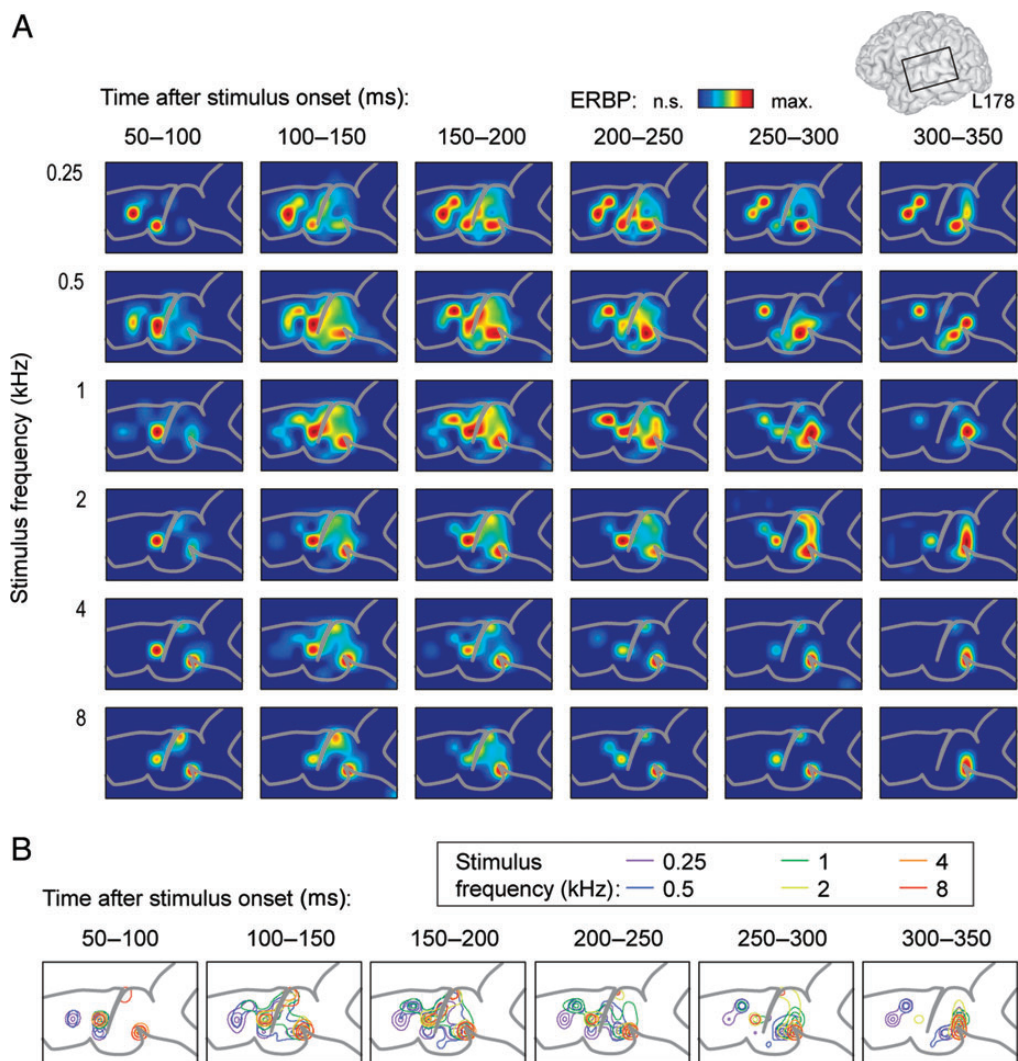 A
L178
Time after stimulus onset (ms): ERBP: n.s. max.
50–100 100–150 150–200 200–250 250–300 300–350
Stimulus frequency (kHz)
0.25
0.5
1
2
4
8
B
Stimulus frequency (kHz): 0.25 0.5 1 2 4 8
Time after stimulus onset (ms):
50–100 100–150 150–200 200–250 250–300 300–350